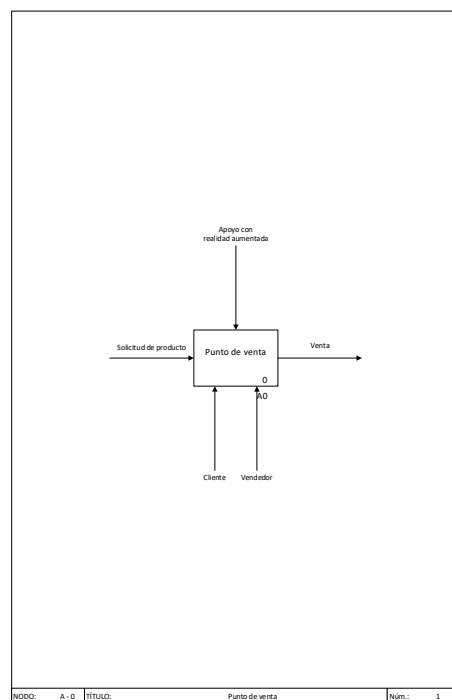 Apoyo con
realidad aumentada
Solicitud de producto
Punto de venta
Venta
0
A0
Cliente
Vendedor
NODO:
A - 0
TÍTULO:
Punto de venta
Núm.:
1